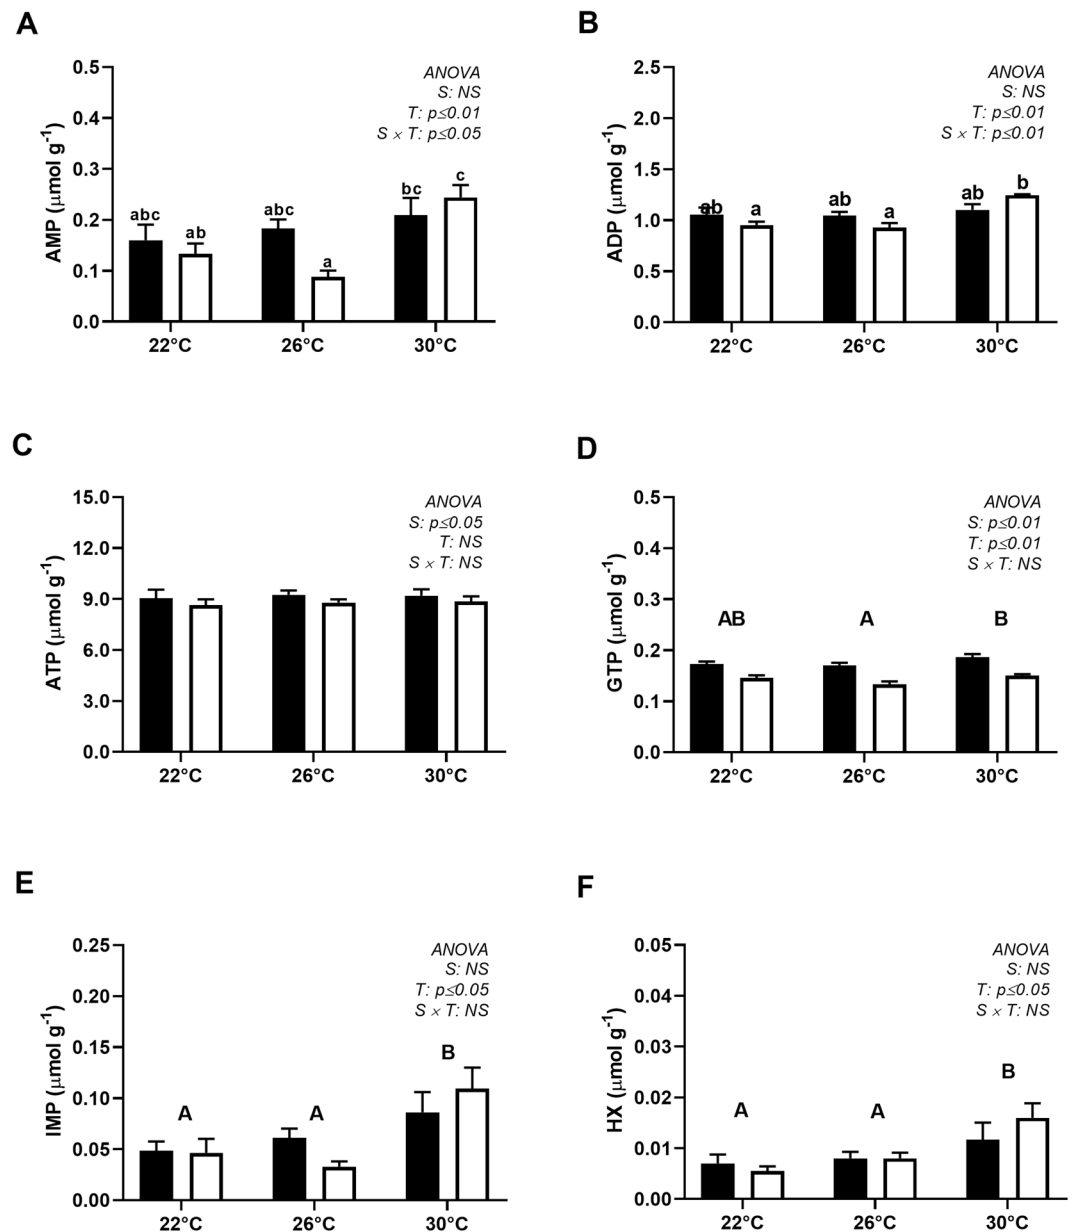 A
AMP (μmol g⁻¹)
0.5
0.4
0.3
0.2
0.1
0.0
ANOVA
S: NS
T: p≤0.01
S × T: p≤0.05
abc
ab
abc
a
bc
c
22°C
26°C
30°C
B
ADP (μmol g⁻¹)
2.5
2.0
1.5
1.0
0.5
0.0
ANOVA
S: NS
T: p≤0.01
S × T: p≤0.01
ab
a
ab
a
ab
b
22°C
26°C
30°C
C
ATP (μmol g⁻¹)
15.0
12.0
9.0
6.0
3.0
0.0
ANOVA
S: p≤0.05
T: NS
S × T: NS
22°C
26°C
30°C
D
GTP (μmol g⁻¹)
0.5
0.4
0.3
0.2
0.1
0.0
ANOVA
S: p≤0.01
T: p≤0.01
S × T: NS
AB
A
B
22°C
26°C
30°C
E
IMP (μmol g⁻¹)
0.25
0.20
0.15
0.10
0.05
0.00
ANOVA
S: NS
T: p≤0.05
S × T: NS
A
A
B
22°C
26°C
30°C
F
HX (μmol g⁻¹)
0.05
0.04
0.03
0.02
0.01
0.00
ANOVA
S: NS
T: p≤0.05
S × T: NS
A
A
B
22°C
26°C
30°C